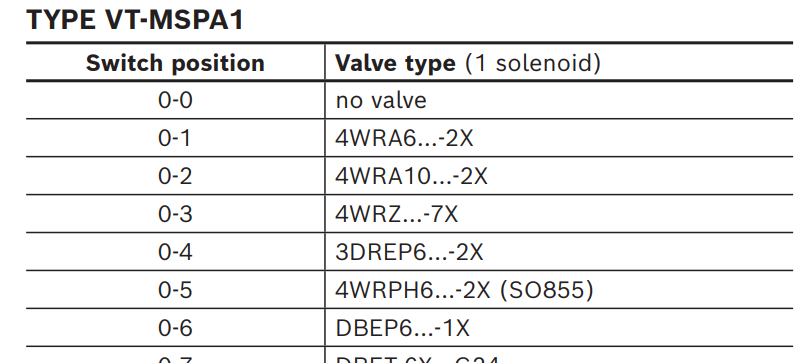 TYPE VT-MSPA1
Switch position Valve type (1 solenoid)
0-0 no valve
0-1 4WRA6...-2X
0-2 4WRA10...-2X
0-3 4WRZ...-7X
0-4 3DREP6...-2X
0-5 4WRPH6...-2X (SO855)
0-6 DBEP6...-1X